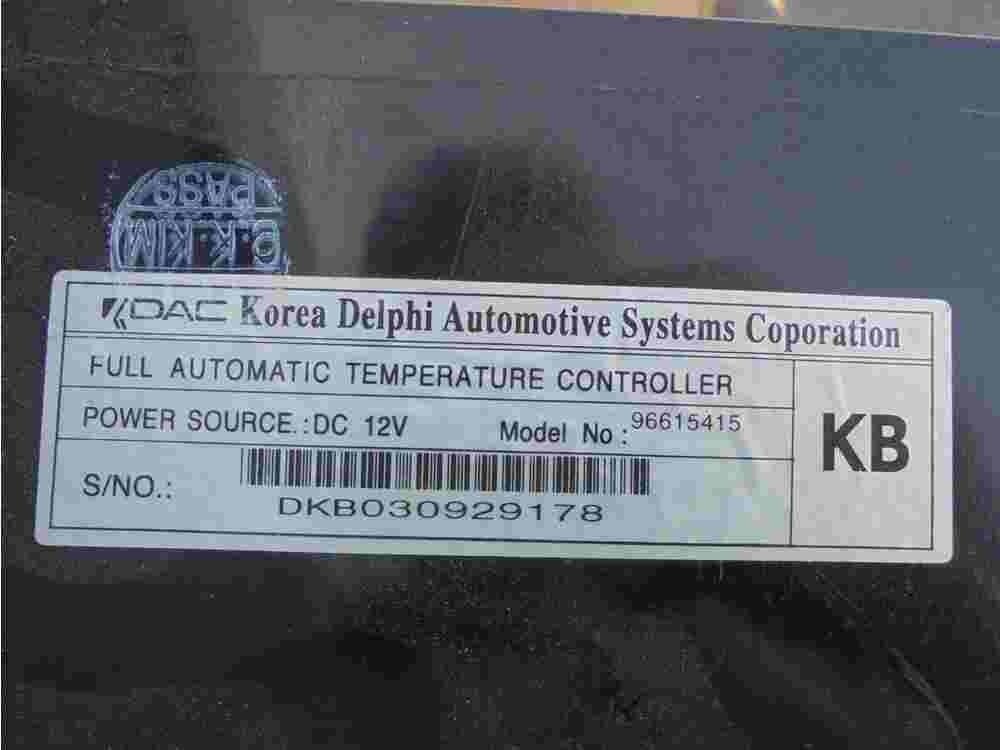 PASS
D.K.KIM
KDAC Korea Delphi Automotive Systems Coporation
FULL AUTOMATIC TEMPERATURE CONTROLLER
POWER SOURCE.:DC 12V Model No : 96615415
KB
S/NO.:
DKB030929178